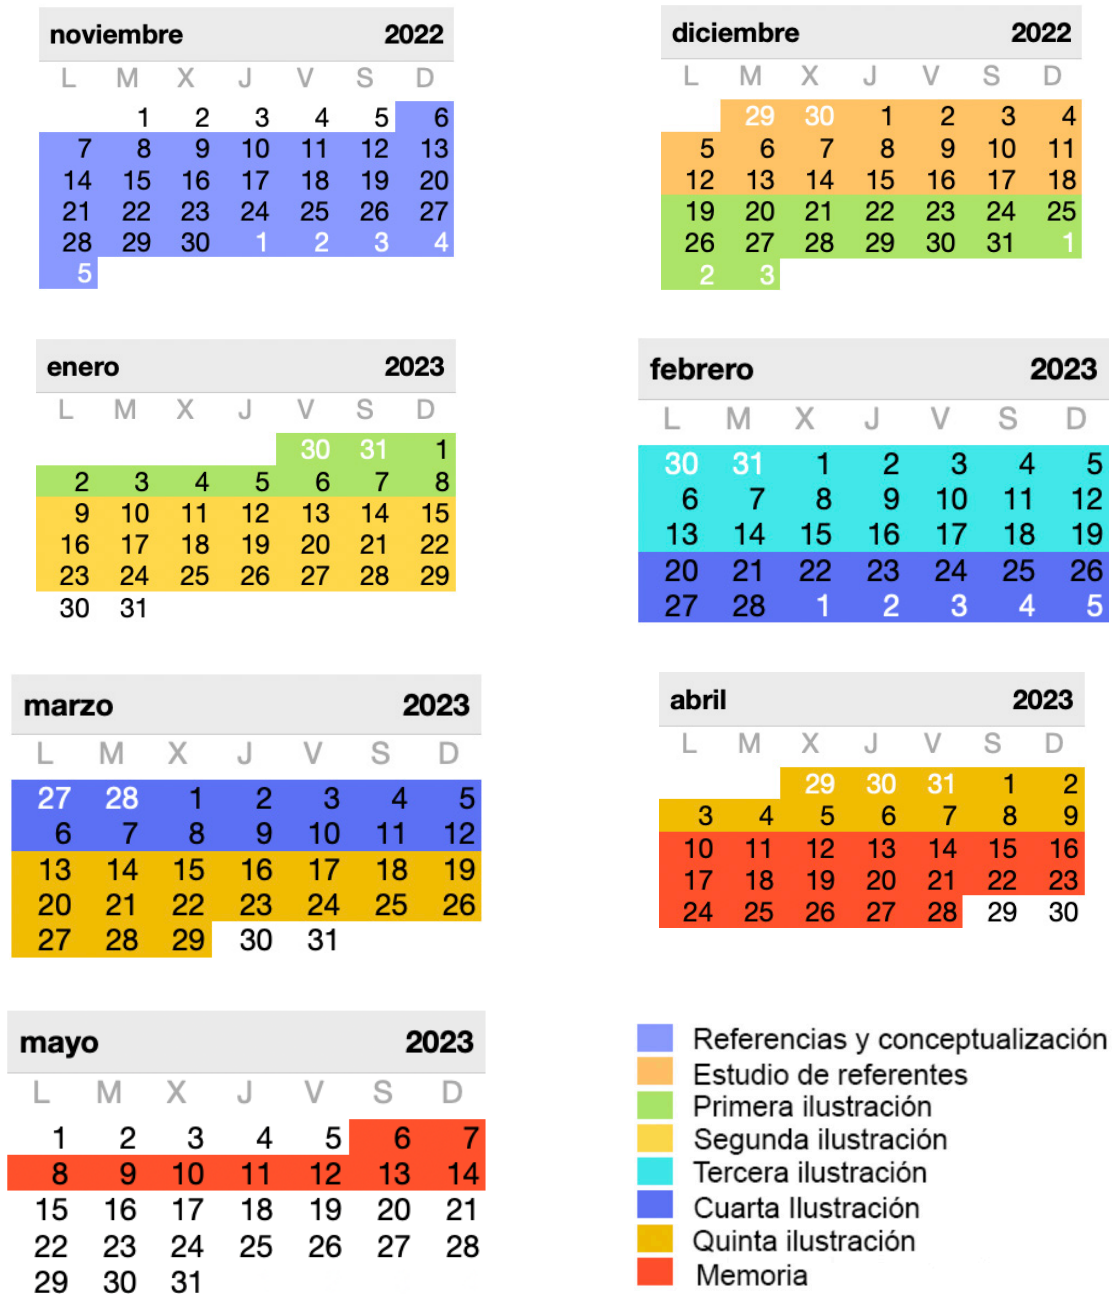 noviembre 2022
L M X J V S D
1 2 3 4 5 6
7 8 9 10 11 12 13
14 15 16 17 18 19 20
21 22 23 24 25 26 27
28 29 30 1 2 3 4
5
diciembre 2022
L M X J V S D
29 30 1 2 3 4
5 6 7 8 9 10 11
12 13 14 15 16 17 18
19 20 21 22 23 24 25
26 27 28 29 30 31 1
2 3
enero 2023
L M X J V S D
30 31 1
2 3 4 5 6 7 8
9 10 11 12 13 14 15
16 17 18 19 20 21 22
23 24 25 26 27 28 29
30 31
febrero 2023
L M X J V S D
30 31 1 2 3 4 5
6 7 8 9 10 11 12
13 14 15 16 17 18 19
20 21 22 23 24 25 26
27 28 1 2 3 4 5
marzo 2023
L M X J V S D
27 28 1 2 3 4 5
6 7 8 9 10 11 12
13 14 15 16 17 18 19
20 21 22 23 24 25 26
27 28 29 30 31
abril 2023
L M X J V S D
29 30 31 1 2
3 4 5 6 7 8 9
10 11 12 13 14 15 16
17 18 19 20 21 22 23
24 25 26 27 28 29 30
mayo 2023
L M X J V S D
1 2 3 4 5 6 7
8 9 10 11 12 13 14
15 16 17 18 19 20 21
22 23 24 25 26 27 28
29 30 31
Referencias y conceptualización
Estudio de referentes
Primera ilustración
Segunda ilustración
Tercera ilustración
Cuarta Ilustración
Quinta ilustración
Memoria